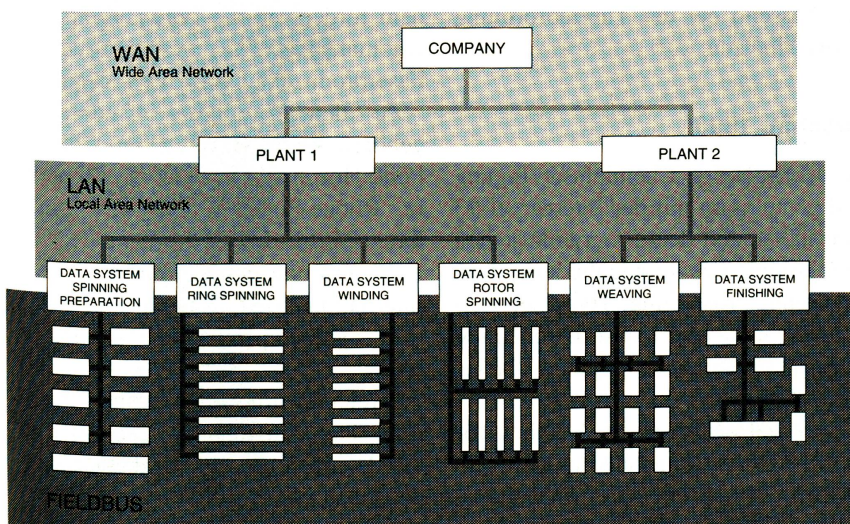 WAN
Wide Area Network
COMPANY
PLANT 1
PLANT 2
LAN
Local Area Network
DATA SYSTEM
SPINNING
PREPARATION
DATA SYSTEM
RING SPINNING
DATA SYSTEM
WINDING
DATA SYSTEM
ROTOR
SPINNING
DATA SYSTEM
WEAVING
DATA SYSTEM
FINISHING
FIELDBUS